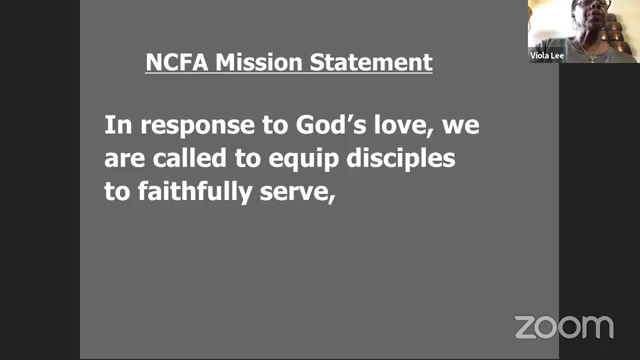 NCFA Mission Statement
In response to God's love, we
are called to equip disciples
to faithfully serve,
Viola Lee
zoom